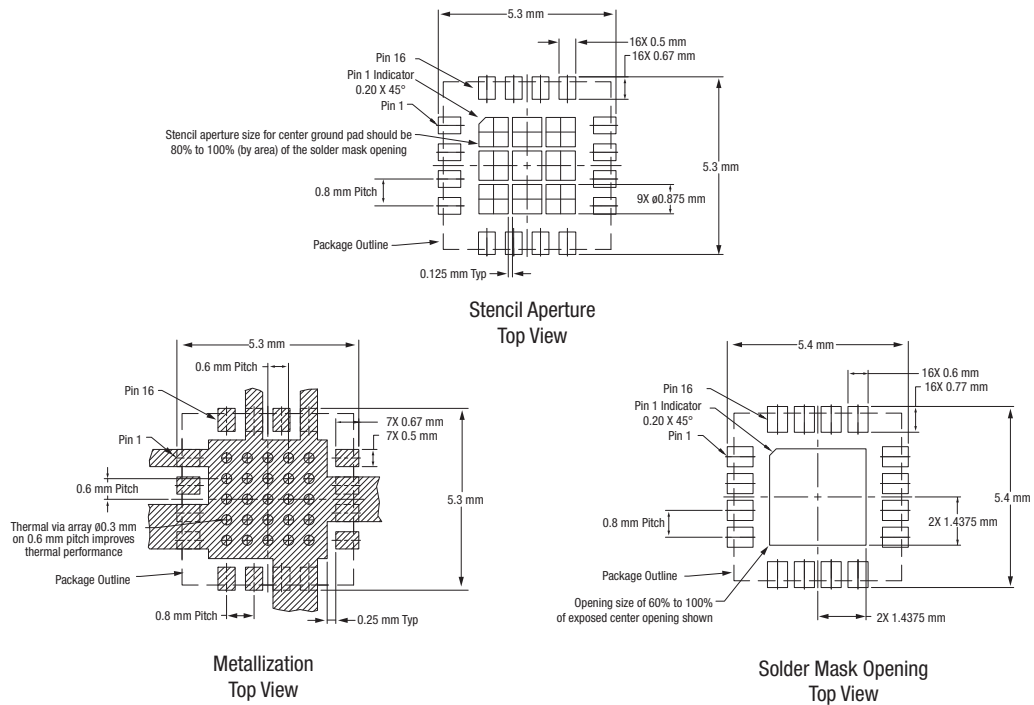 5.3 mm
16X 0.5 mm
16X 0.67 mm
Pin 16
Pin 1 Indicator
0.20 X 45°
Pin 1
Stencil aperture size for center ground pad should be
80% to 100% (by area) of the solder mask opening
5.3 mm
0.8 mm Pitch
9X ø0.875 mm
Package Outline
0.125 mm Typ
Stencil Aperture
Top View
5.3 mm
0.6 mm Pitch
Pin 16
7X 0.67 mm
7X 0.5 mm
Pin 1
0.6 mm Pitch
5.3 mm
Thermal via array ø0.3 mm
on 0.6 mm pitch improves
thermal performance
Package Outline
0.8 mm Pitch
0.25 mm Typ
Metallization
Top View
5.4 mm
16X 0.6 mm
16X 0.77 mm
Pin 16
Pin 1 Indicator
0.20 X 45°
Pin 1
5.4 mm
0.8 mm Pitch
2X 1.4375 mm
Package Outline
Opening size of 60% to 100%
of exposed center opening shown
2X 1.4375 mm
Solder Mask Opening
Top View